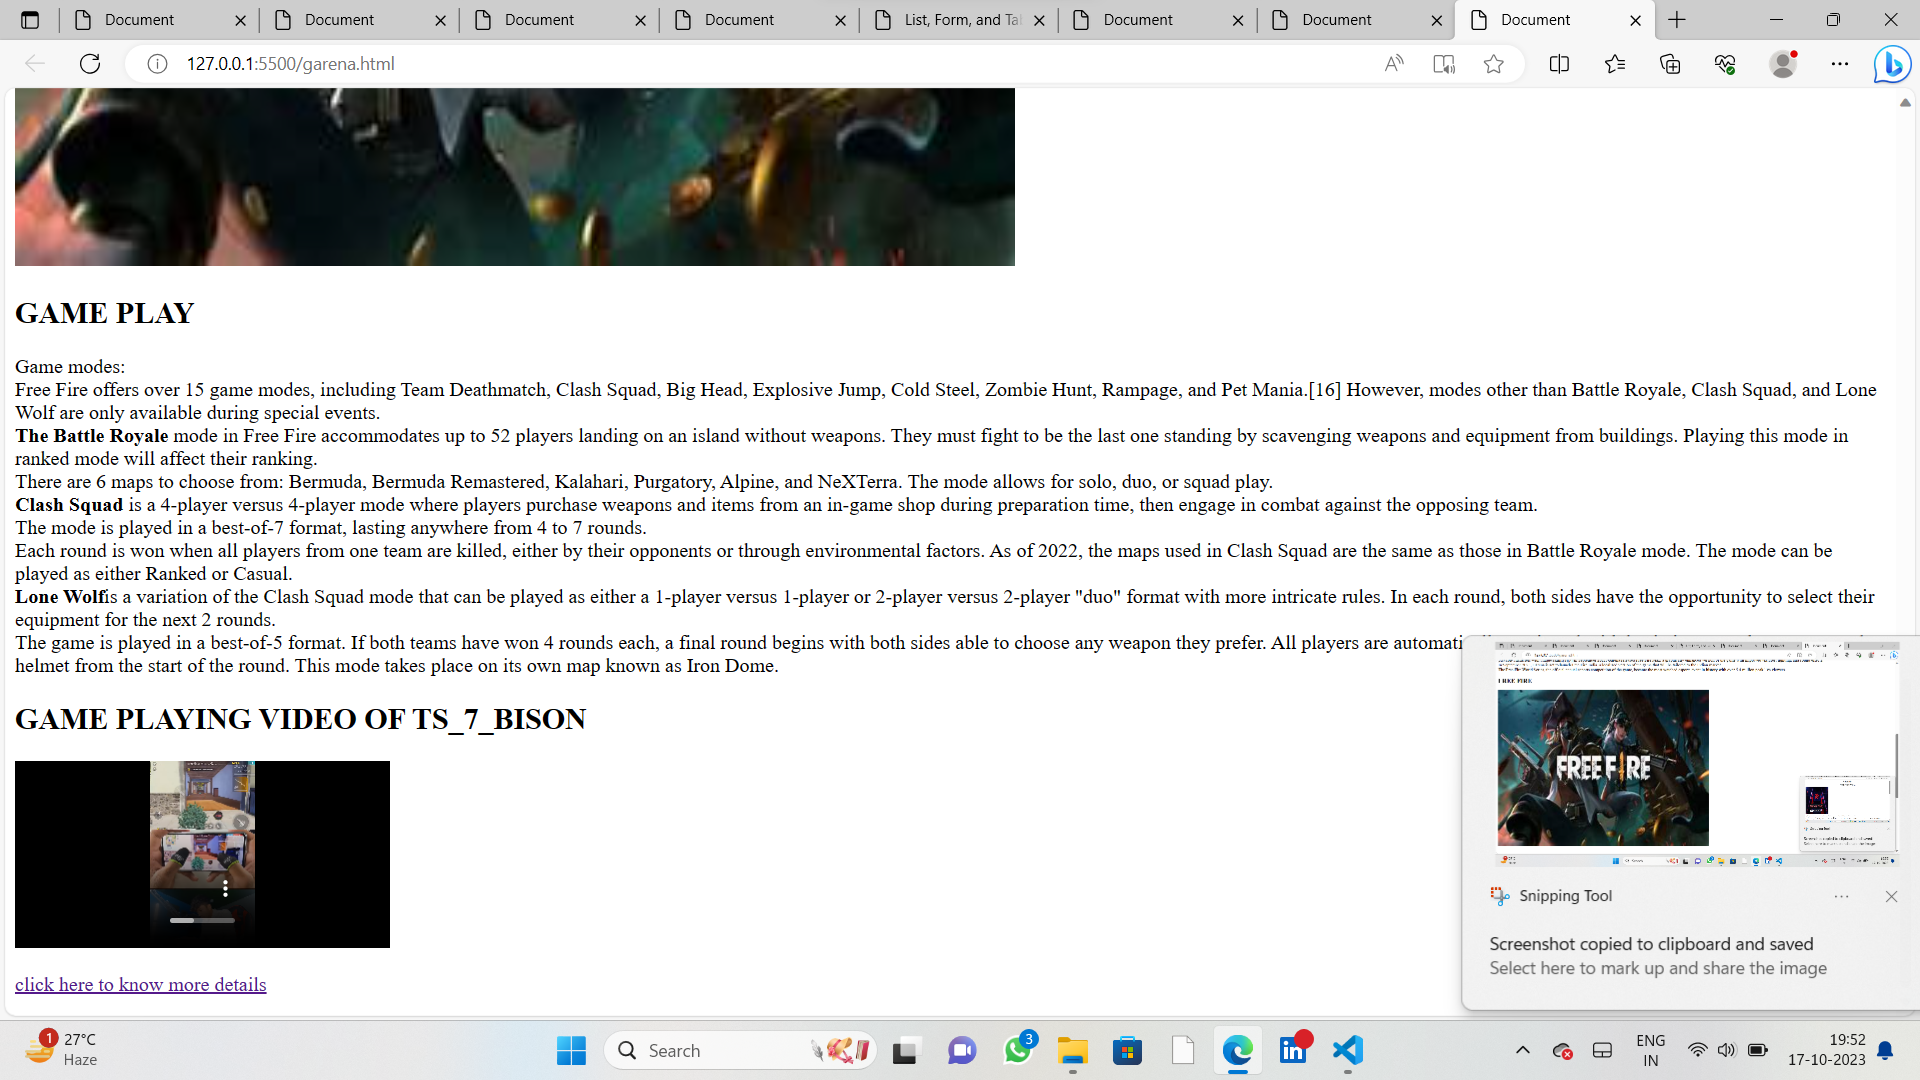 Document
Document
Document
Document
List, Form, and Tal
Document
Document
Document
127.0.0.1:5500/garena.html
GAME PLAY
Game modes:
Free Fire offers over 15 game modes, including Team Deathmatch, Clash Squad, Big Head, Explosive Jump, Cold Steel, Zombie Hunt, Rampage, and Pet Mania.[16] However, modes other than Battle Royale, Clash Squad, and Lone
Wolf are only available during special events.
The Battle Royale mode in Free Fire accommodates up to 52 players landing on an island without weapons. They must fight to be the last one standing by scavenging weapons and equipment from buildings. Playing this mode in
ranked mode will affect their ranking.
There are 6 maps to choose from: Bermuda, Bermuda Remastered, Kalahari, Purgatory, Alpine, and NeXTerra. The mode allows for solo, duo, or squad play.
Clash Squad is a 4-player versus 4-player mode where players purchase weapons and items from an in-game shop during preparation time, then engage in combat against the opposing team.
The mode is played in a best-of-7 format, lasting anywhere from 4 to 7 rounds.
Each round is won when all players from one team are killed, either by their opponents or through environmental factors. As of 2022, the maps used in Clash Squad are the same as those in Battle Royale mode. The mode can be
played as either Ranked or Casual.
Lone Wolfis a variation of the Clash Squad mode that can be played as either a 1-player versus 1-player or 2-player versus 2-player "duo" format with more intricate rules. In each round, both sides have the opportunity to select their
equipment for the next 2 rounds.
The game is played in a best-of-5 format. If both teams have won 4 rounds each, a final round begins with both sides able to choose any weapon they prefer. All players are
helmet from the start of the round. This mode takes place on its own map known as Iron Dome.
GAME PLAYING VIDEO OF TS_7_BISON
click here to know more details
FREE FIRE
FREE FIRE
Snipping Tool
Screenshot copied to clipboard and saved
Select here to mark up and share the image
1
27°C
Haze
Search
3
ENG
IN
19:52
17-10-2023